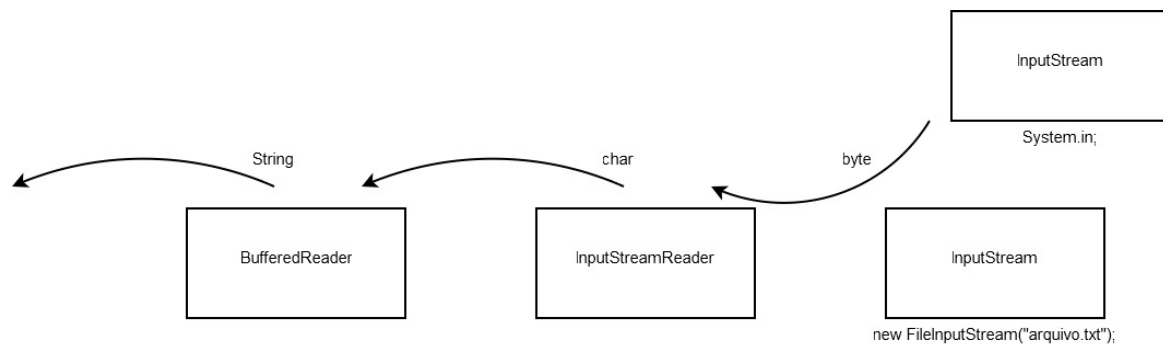 InputStream
System.in;
String
char
byte
BufferedReader
InputStreamReader
InputStream
new FileInputStream("arquivo.txt");